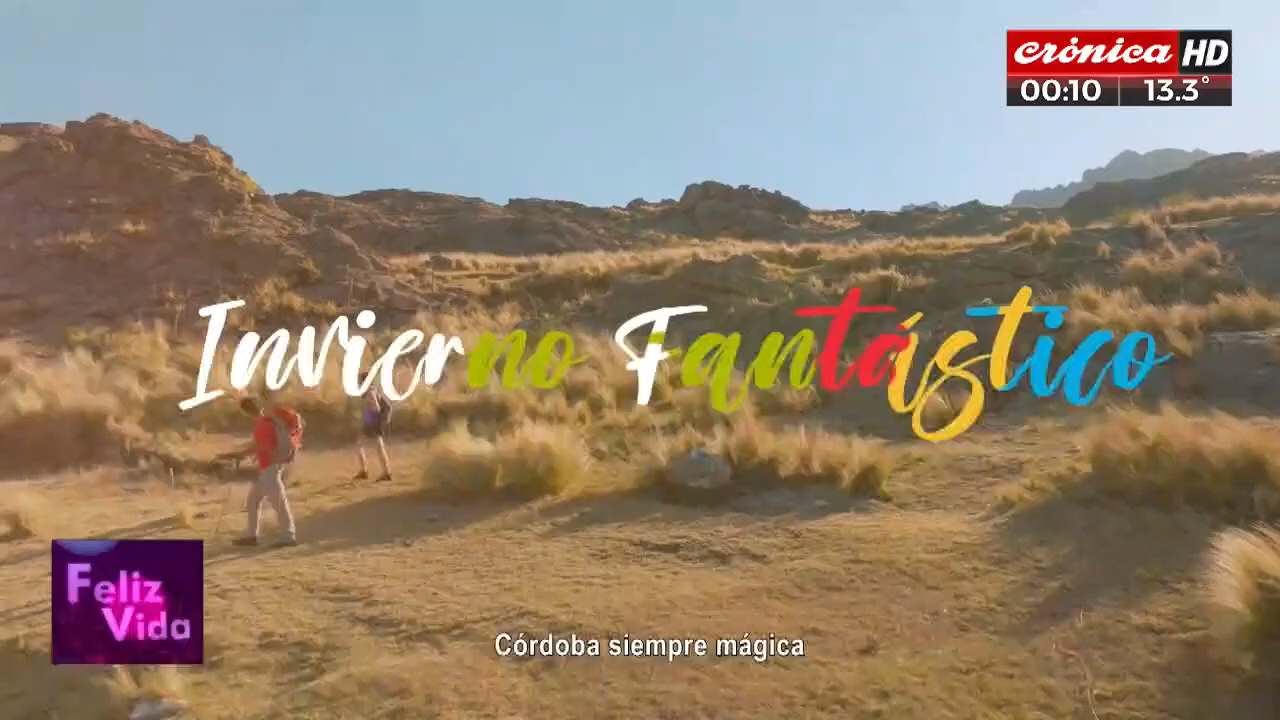 crónica HD
00:10 13.3°
Invierno Fantástico
Feliz
Vida
Córdoba siempre mágica